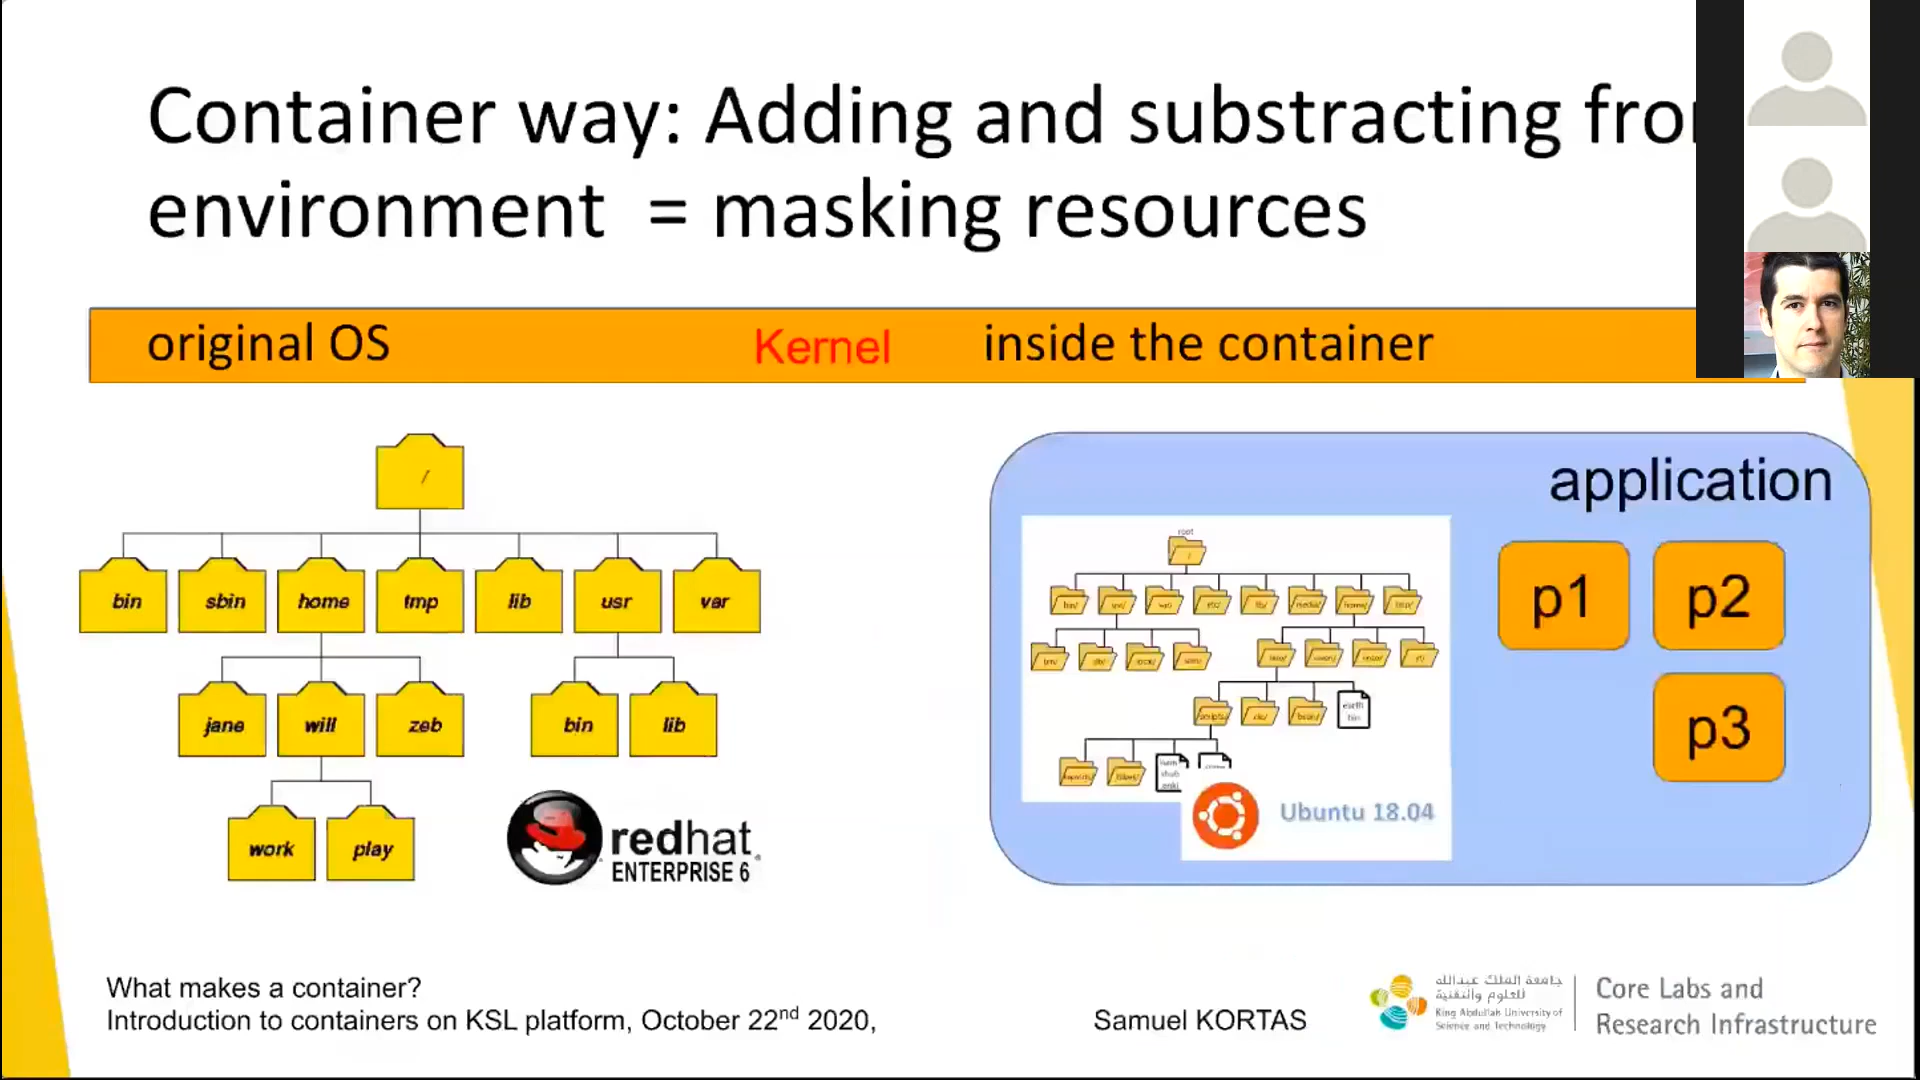 Container way: Adding and substracting fro
environment = masking resources
original OS
Kernel
inside the container
/
bin
sbin
home
tmp
lib
usr
var
jane
will
zeb
bin
lib
work
play
redhat
ENTERPRISE 6
application
root
p1
p2
p3
Ubuntu 18.04
What makes a container?
Introduction to containers on KSL platform, October 22nd 2020,
Samuel KORTAS
جامعة الملك عبدالله
للعلوم والتقنية
King Abdullah University of
Science and Technology
Core Labs and
Research Infrastructure